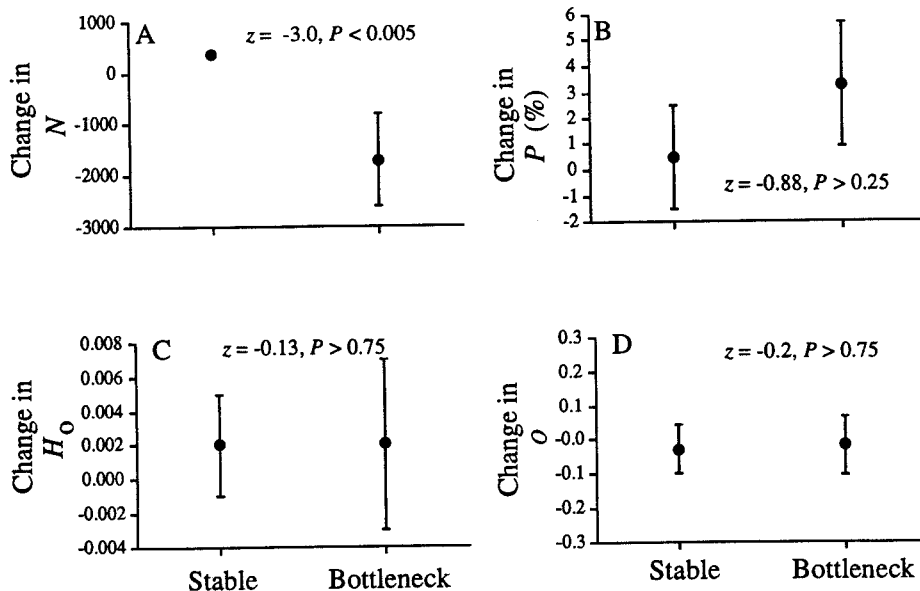 A
z = -3.0, P < 0.005
Change in
N
1000
0
-1000
-2000
-3000
B
Change in
P (%)
6
5
4
3
2
1
0
-1
-2
z = -0.88, P > 0.25
C
z = -0.13, P > 0.75
Change in
HO
0.008
0.006
0.004
0.002
0.000
-0.002
-0.004
Stable Bottleneck
D
z = -0.2, P > 0.75
Change in
o
0.3
0.3
0.1
-0.0
-0.1
-0.2
-0.3
Stable Bottleneck